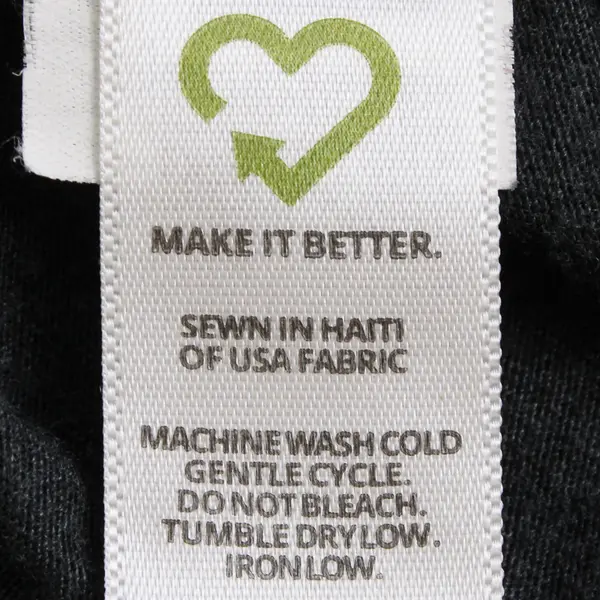 MAKE IT BETTER.
SEWN IN HAITI
OF USA FABRIC
MACHINE WASH COLD
GENTLE CYCLE.
DO NOT BLEACH.
TUMBLE DRY LOW.
IRON LOW.